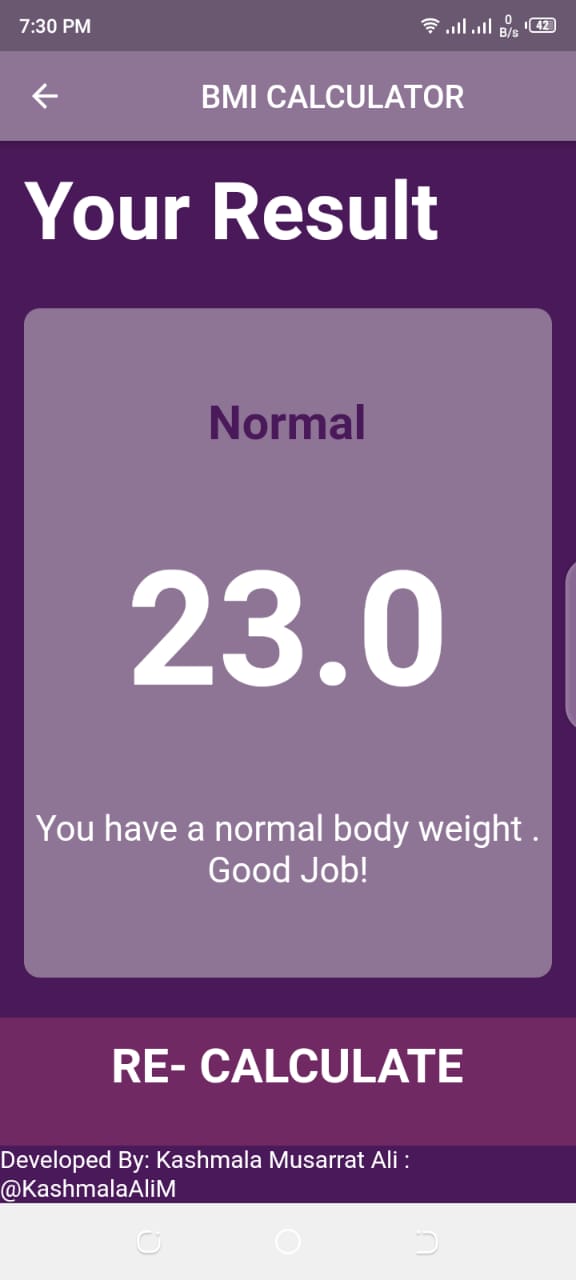 7:30 PM
0
B/s
42
BMI CALCULATOR
Your Result
Normal
23.0
You have a normal body weight .
Good Job!
RE- CALCULATE
Developed By: Kashmala Musarrat Ali :
@KashmalaAliM